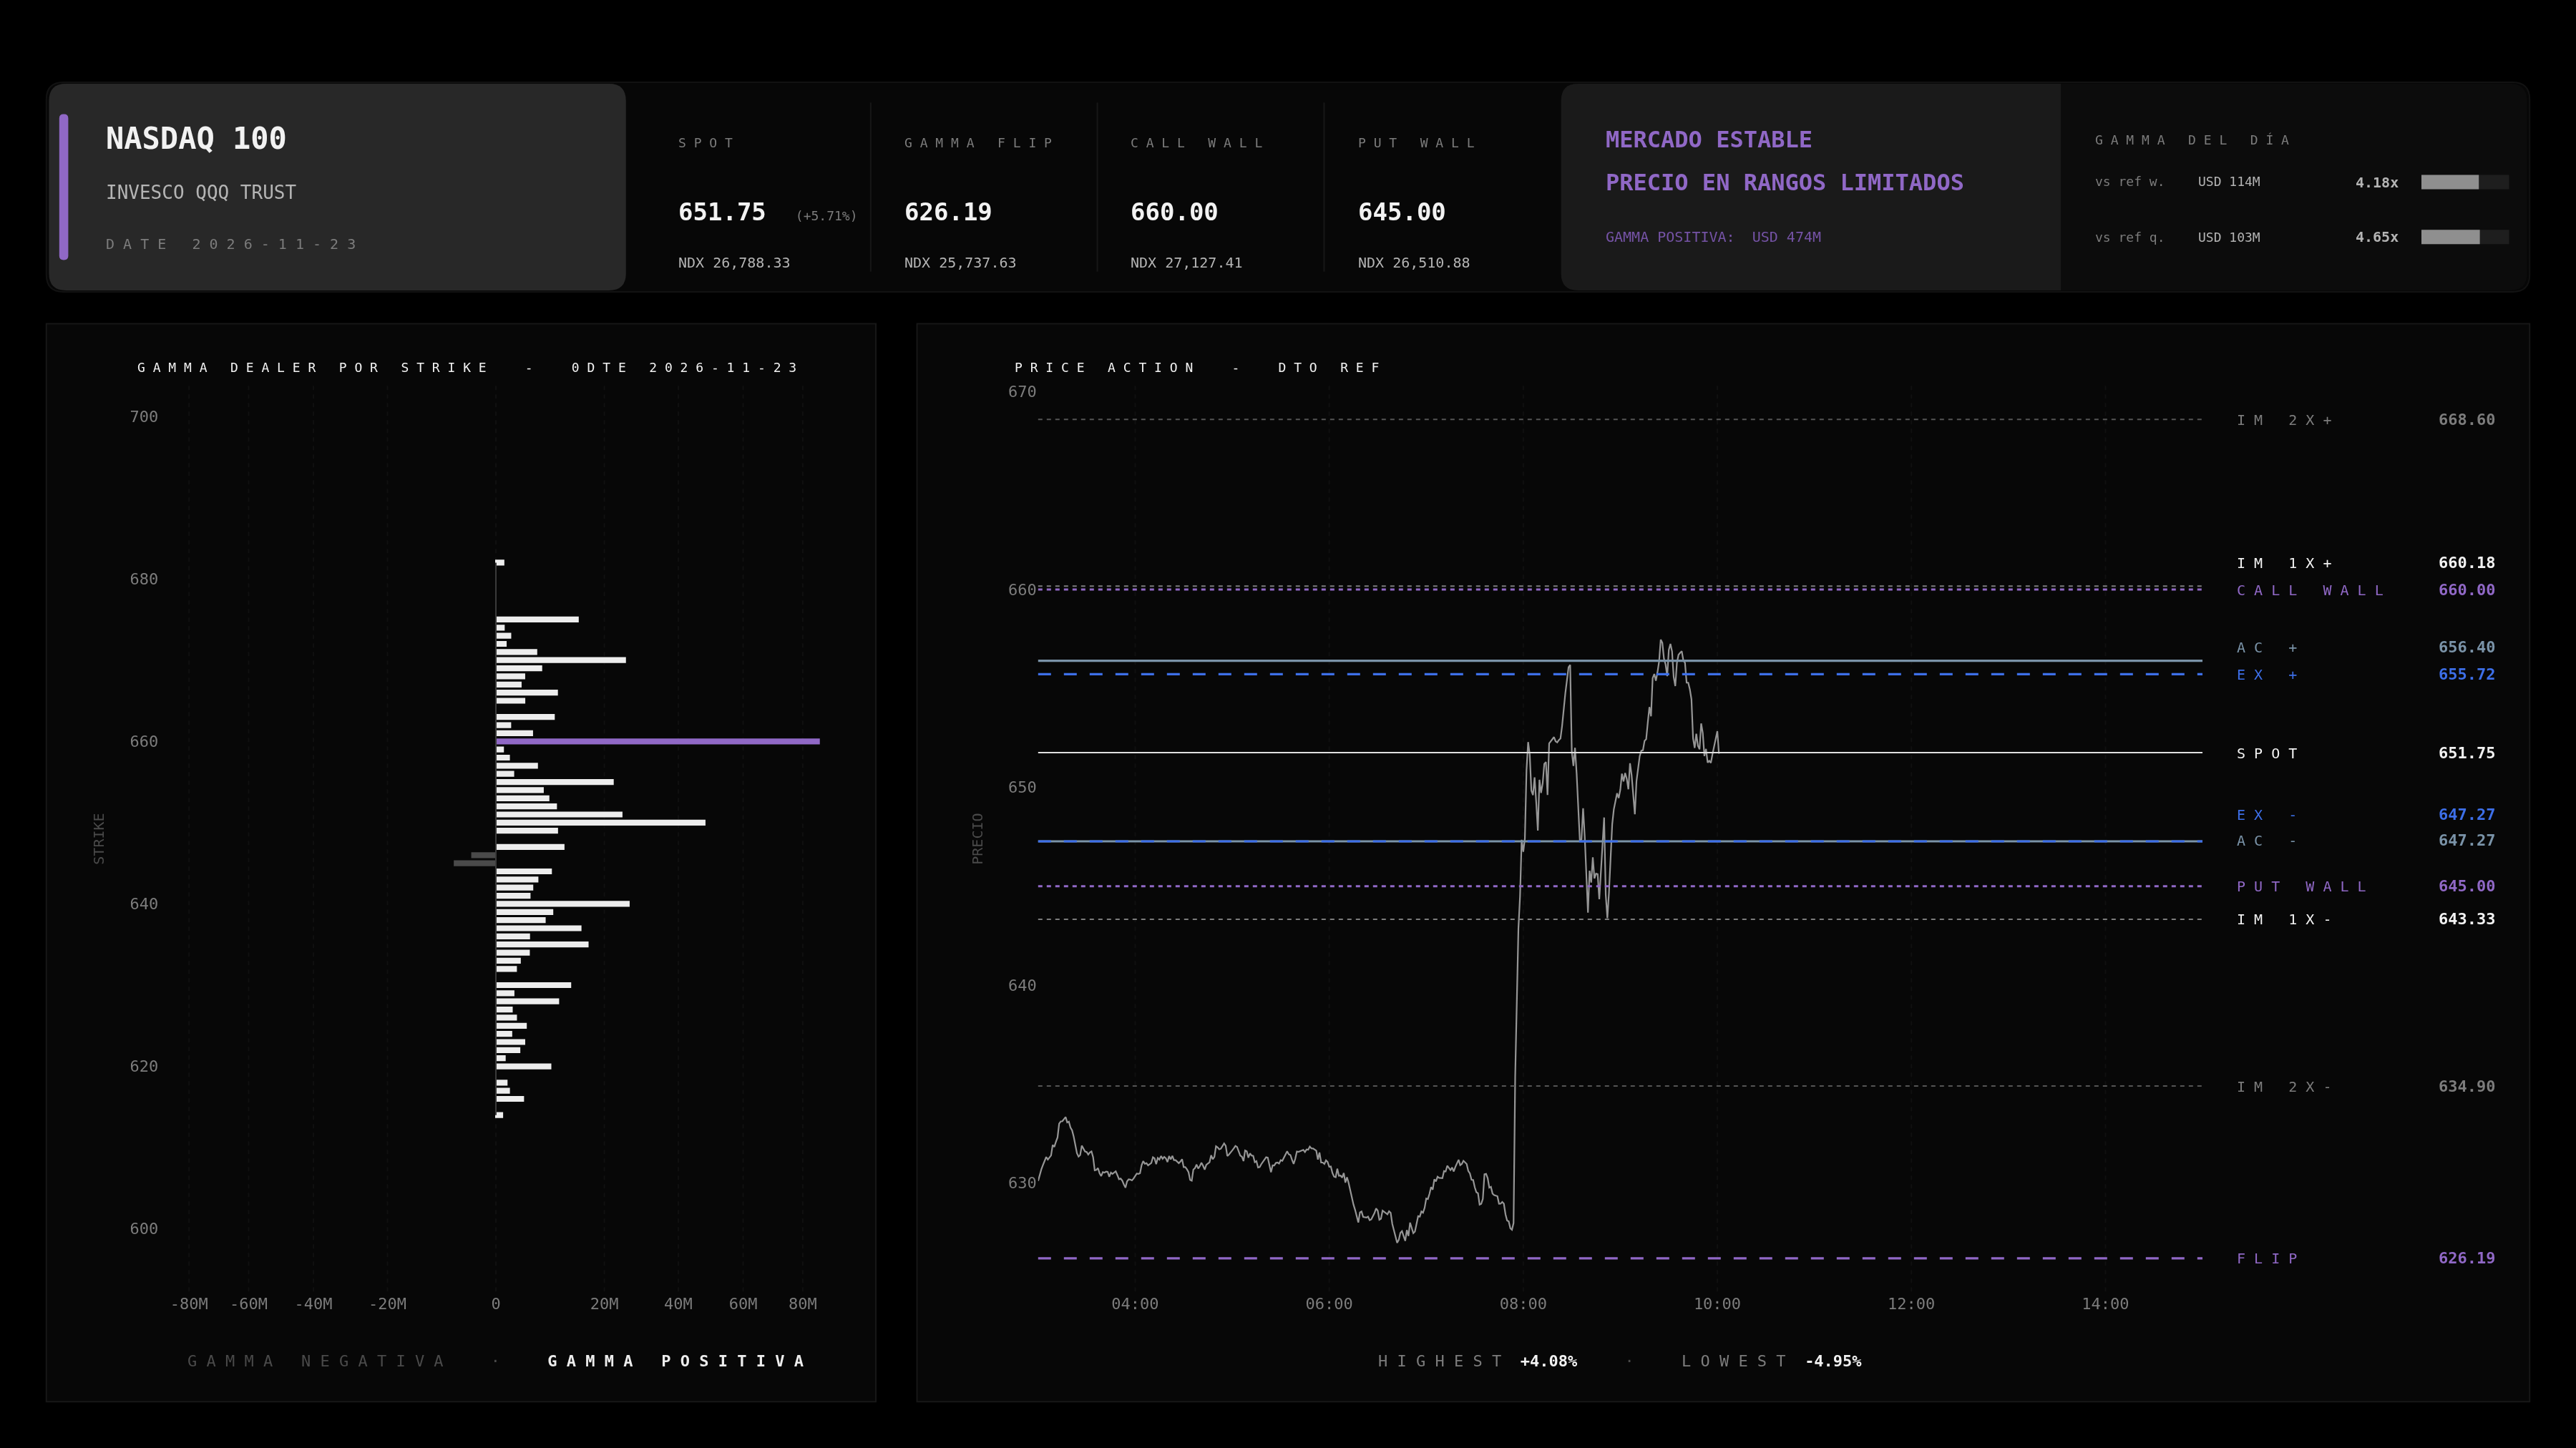 NASDAQ 100
INVESCO QQQ TRUST
DATE 2026-11-23
SPOT
651.75 (+5.71%)
NDX 26,788.33
GAMMA FLIP
626.19
NDX 25,737.63
CALL WALL
660.00
NDX 27,127.41
PUT WALL
645.00
NDX 26,510.88
MERCADO ESTABLE
PRECIO EN RANGOS LIMITADOS
GAMMA POSITIVA: USD 474M
GAMMA DEL DÍA
vs ref w. USD 114M 4.18x
vs ref q. USD 103M 4.65x
GAMMA DEALER POR STRIKE - 0DTE 2026-11-23
700
680
660
640
620
600
STRIKE
-80M -60M -40M -20M 0 20M 40M 60M 80M
GAMMA NEGATIVA · GAMMA POSITIVA
PRICE ACTION - DTO REF
670
660
650
640
630
PRECIO
IM 2X+ 668.60
IM 1X+ 660.18
CALL WALL 660.00
AC + 656.40
EX + 655.72
SPOT 651.75
EX - 647.27
AC - 647.27
PUT WALL 645.00
IM 1X- 643.33
IM 2X- 634.90
FLIP 626.19
04:00 06:00 08:00 10:00 12:00 14:00
HIGHEST +4.08% · LOWEST -4.95%